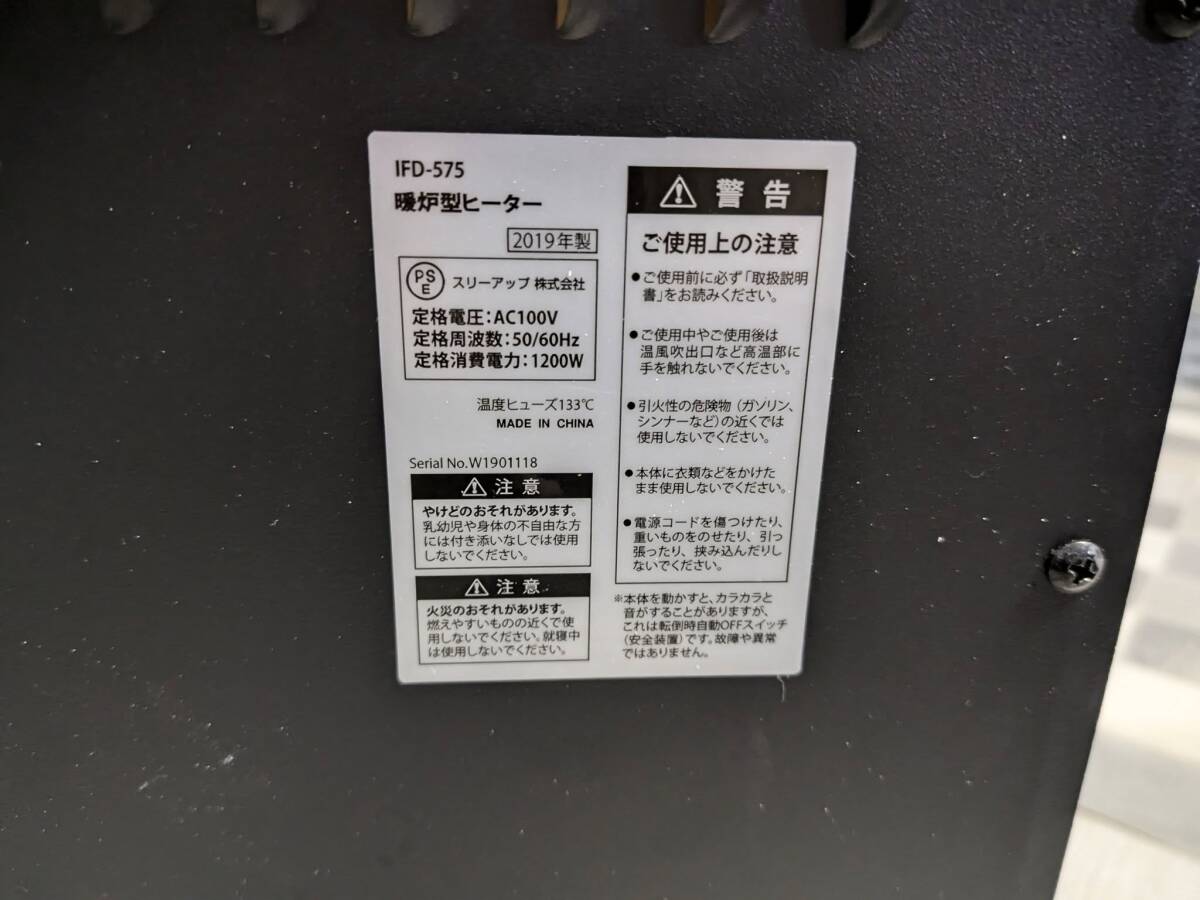 IFD-575
暖炉型ヒーター
2019年製
PSE スリーアップ 株式会社
定格電圧:AC100V
定格周波数:50/60Hz
定格消費電力:1200W
温度ヒューズ133℃
MADE IN CHINA
Serial No.W1901118
⚠ 注意
やけどのおそれがあります。
乳幼児や身体の不自由な方
には付き添いなしでは使用
しないでください。
⚠ 注意
火災のおそれがあります。
燃えやすいものの近くで使
用しないでください。就寝中
は使用しないでください。
⚠ 警告
ご使用上の注意
●ご使用前に必ず「取扱説明
書」をお読みください。
●ご使用中やご使用後は
温風吹出口など高温部に
手を触れないでください。
●引火性の危険物(ガソリン、
シンナーなど)の近くでは
使用しないでください。
●本体に衣類などをかけた
まま使用しないでください。
●電源コードを傷つけたり、
重いものをのせたり、引っ
張ったり、挟み込んだりし
ないでください。
※本体を動かすと、カラカラと
音がすることがありますが、
これは転倒時自動OFFスイッチ
(安全装置)です。故障や異常
ではありません。